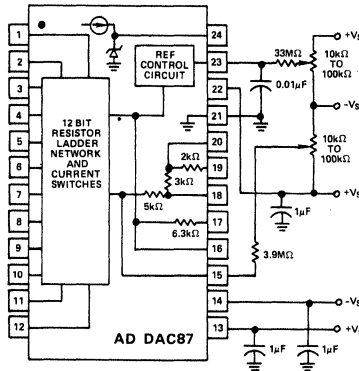 1
2
3
4
5
6
7
8
9
10
11
12
12 BIT
RESISTOR
LADDER
NETWORK
AND
CURRENT
SWITCHES
REF
CONTROL
CIRCUIT
2kΩ
3kΩ
5kΩ
6.3kΩ
AD DAC87
24
23
22
21
20
19
18
17
16
15
14
13
33MΩ
0.01μF
10kΩ
TO
100kΩ
10kΩ
TO
100kΩ
1μF
3.9MΩ
1μF
1μF
+VS
-VS
+VS
-VS